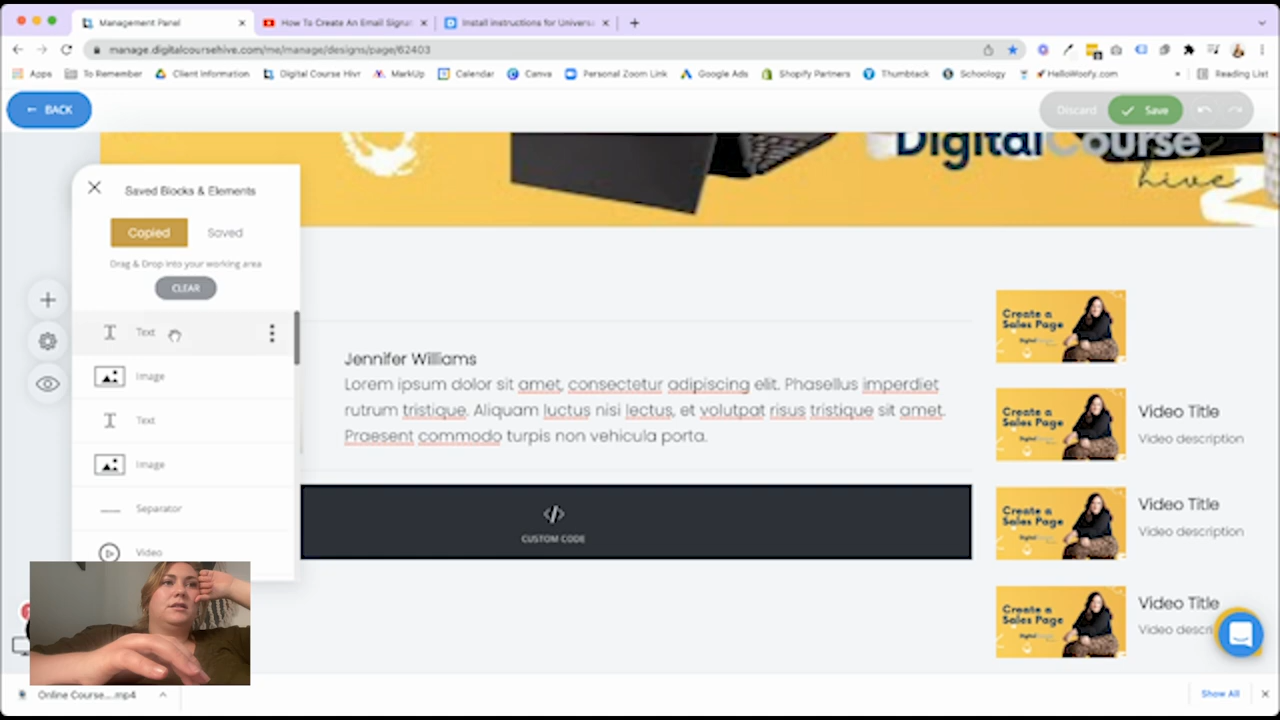 Management Panel
How To Create An Email Signat
Install instructions for Univers
manage.digitalcoursehive.com/me/manage/designs/page/62403
Apps
To Remember
Client Information
Digital Course Hivr
MarkUp
Calendar
Canva
Personal Zoom Link
Google Ads
Shopify Partners
Thumbtack
Schoology
HelloWoofy.com
»
Reading List
← BACK
Discard
Save
DigitalCourse
hive
Saved Blocks & Elements
Copied
Saved
Drag & Drop into your working area
CLEAR
Text
Image
Text
Image
Separator
Video
Jennifer Williams
Lorem ipsum dolor sit amet, consectetur adipiscing elit. Phasellus imperdiet
rutrum tristique. Aliquam luctus nisi lectus, et volutpat risus tristique sit amet.
Praesent commodo turpis non vehicula porta.
</> 
CUSTOM CODE
Create a
Sales Page
Create a
Sales Page
Video Title
Video description
Create a
Sales Page
Video Title
Video description
Create a
Sales Page
Video Title
Video descri
Online Course....mp4
Show All